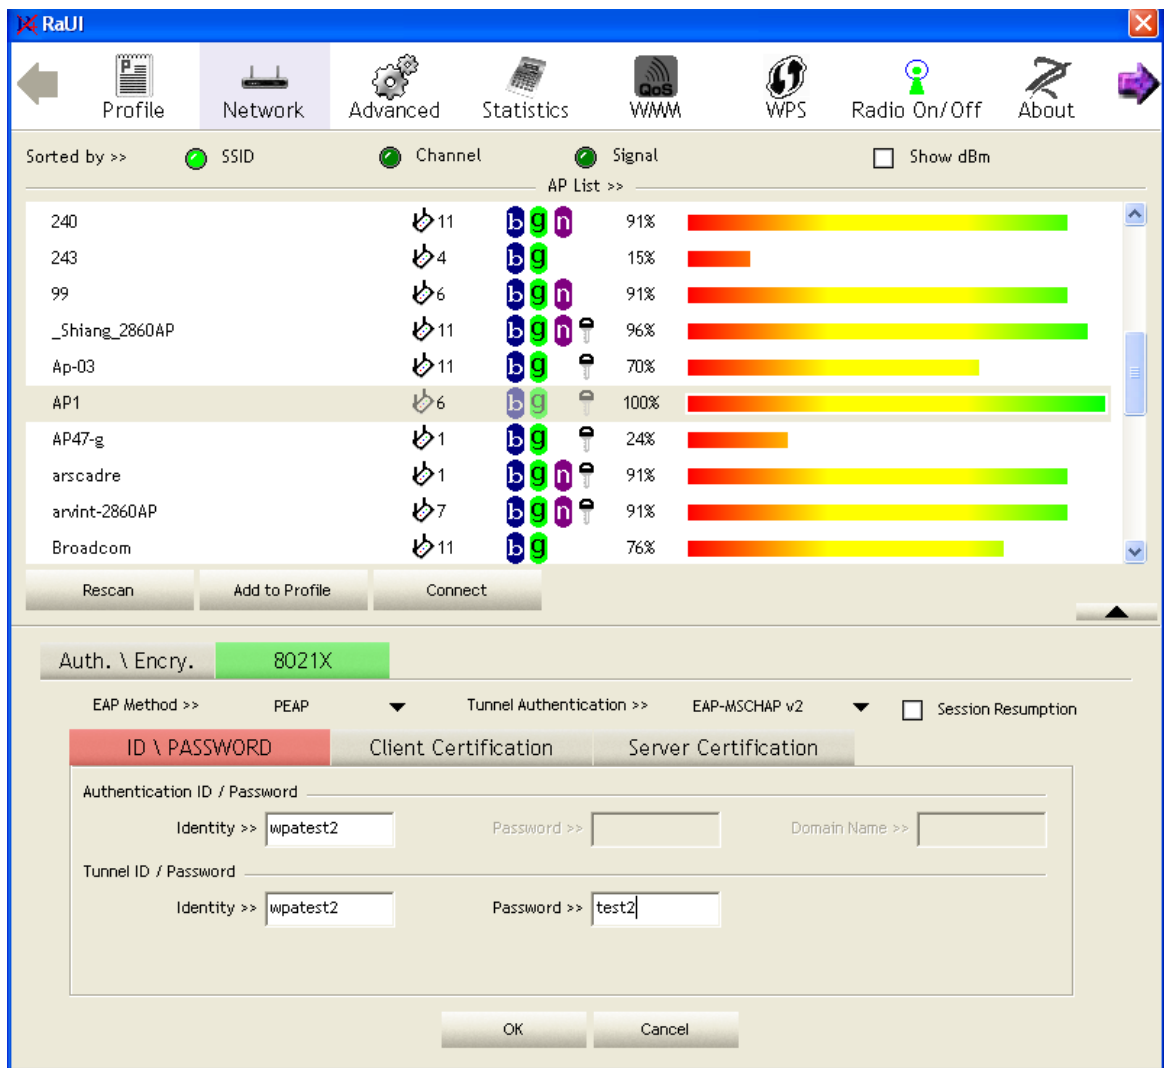 RaUI
Profile Network Advanced Statistics WMM WPS Radio On/Off About
QoS
Sorted by >> SSID Channel Signal Show dBm
AP List >>
240 11 b g n 91%
243 4 b g 15%
99 6 b g n 91%
_Shiang_2860AP 11 b g n 96%
Ap-03 11 b g 70%
AP1 6 b g 100%
AP47-g 1 b g 24%
arscadre 1 b g n 91%
arvint-2860AP 7 b g n 91%
Broadcom 11 b g 76%
Rescan Add to Profile Connect
Auth. \ Encry. 8021X
EAP Method >> PEAP Tunnel Authentication >> EAP-MSCHAP v2 Session Resumption
ID \ PASSWORD Client Certification Server Certification
Authentication ID / Password
Identity >> wpatest2 Password >> Domain Name >>
Tunnel ID / Password
Identity >> wpatest2 Password >> test2
OK Cancel